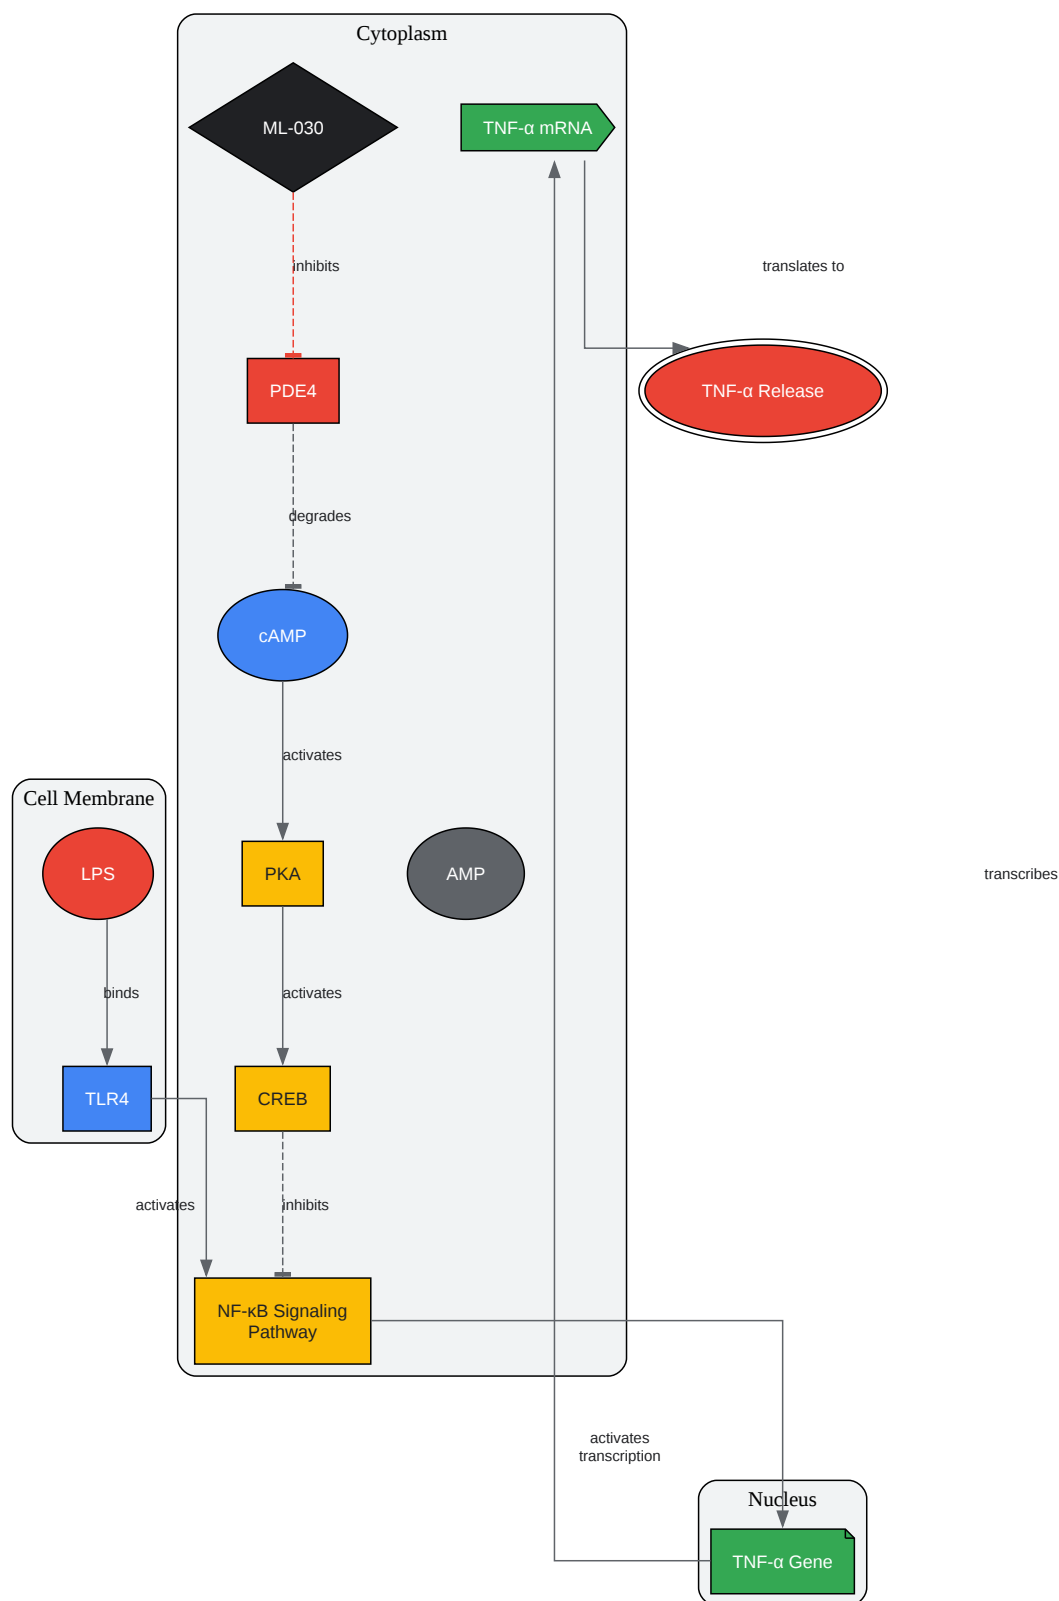 Cytoplasm
ML-030
TNF-α mRNA
inhibits
translates to
PDE4
TNF-α Release
degrades
cAMP
activates
Cell Membrane
LPS
PKA
AMP
transcribes
binds
activates
TLR4
CREB
activates
inhibits
NF-κB Signaling
Pathway
activates
transcription
Nucleus
TNF-α Gene